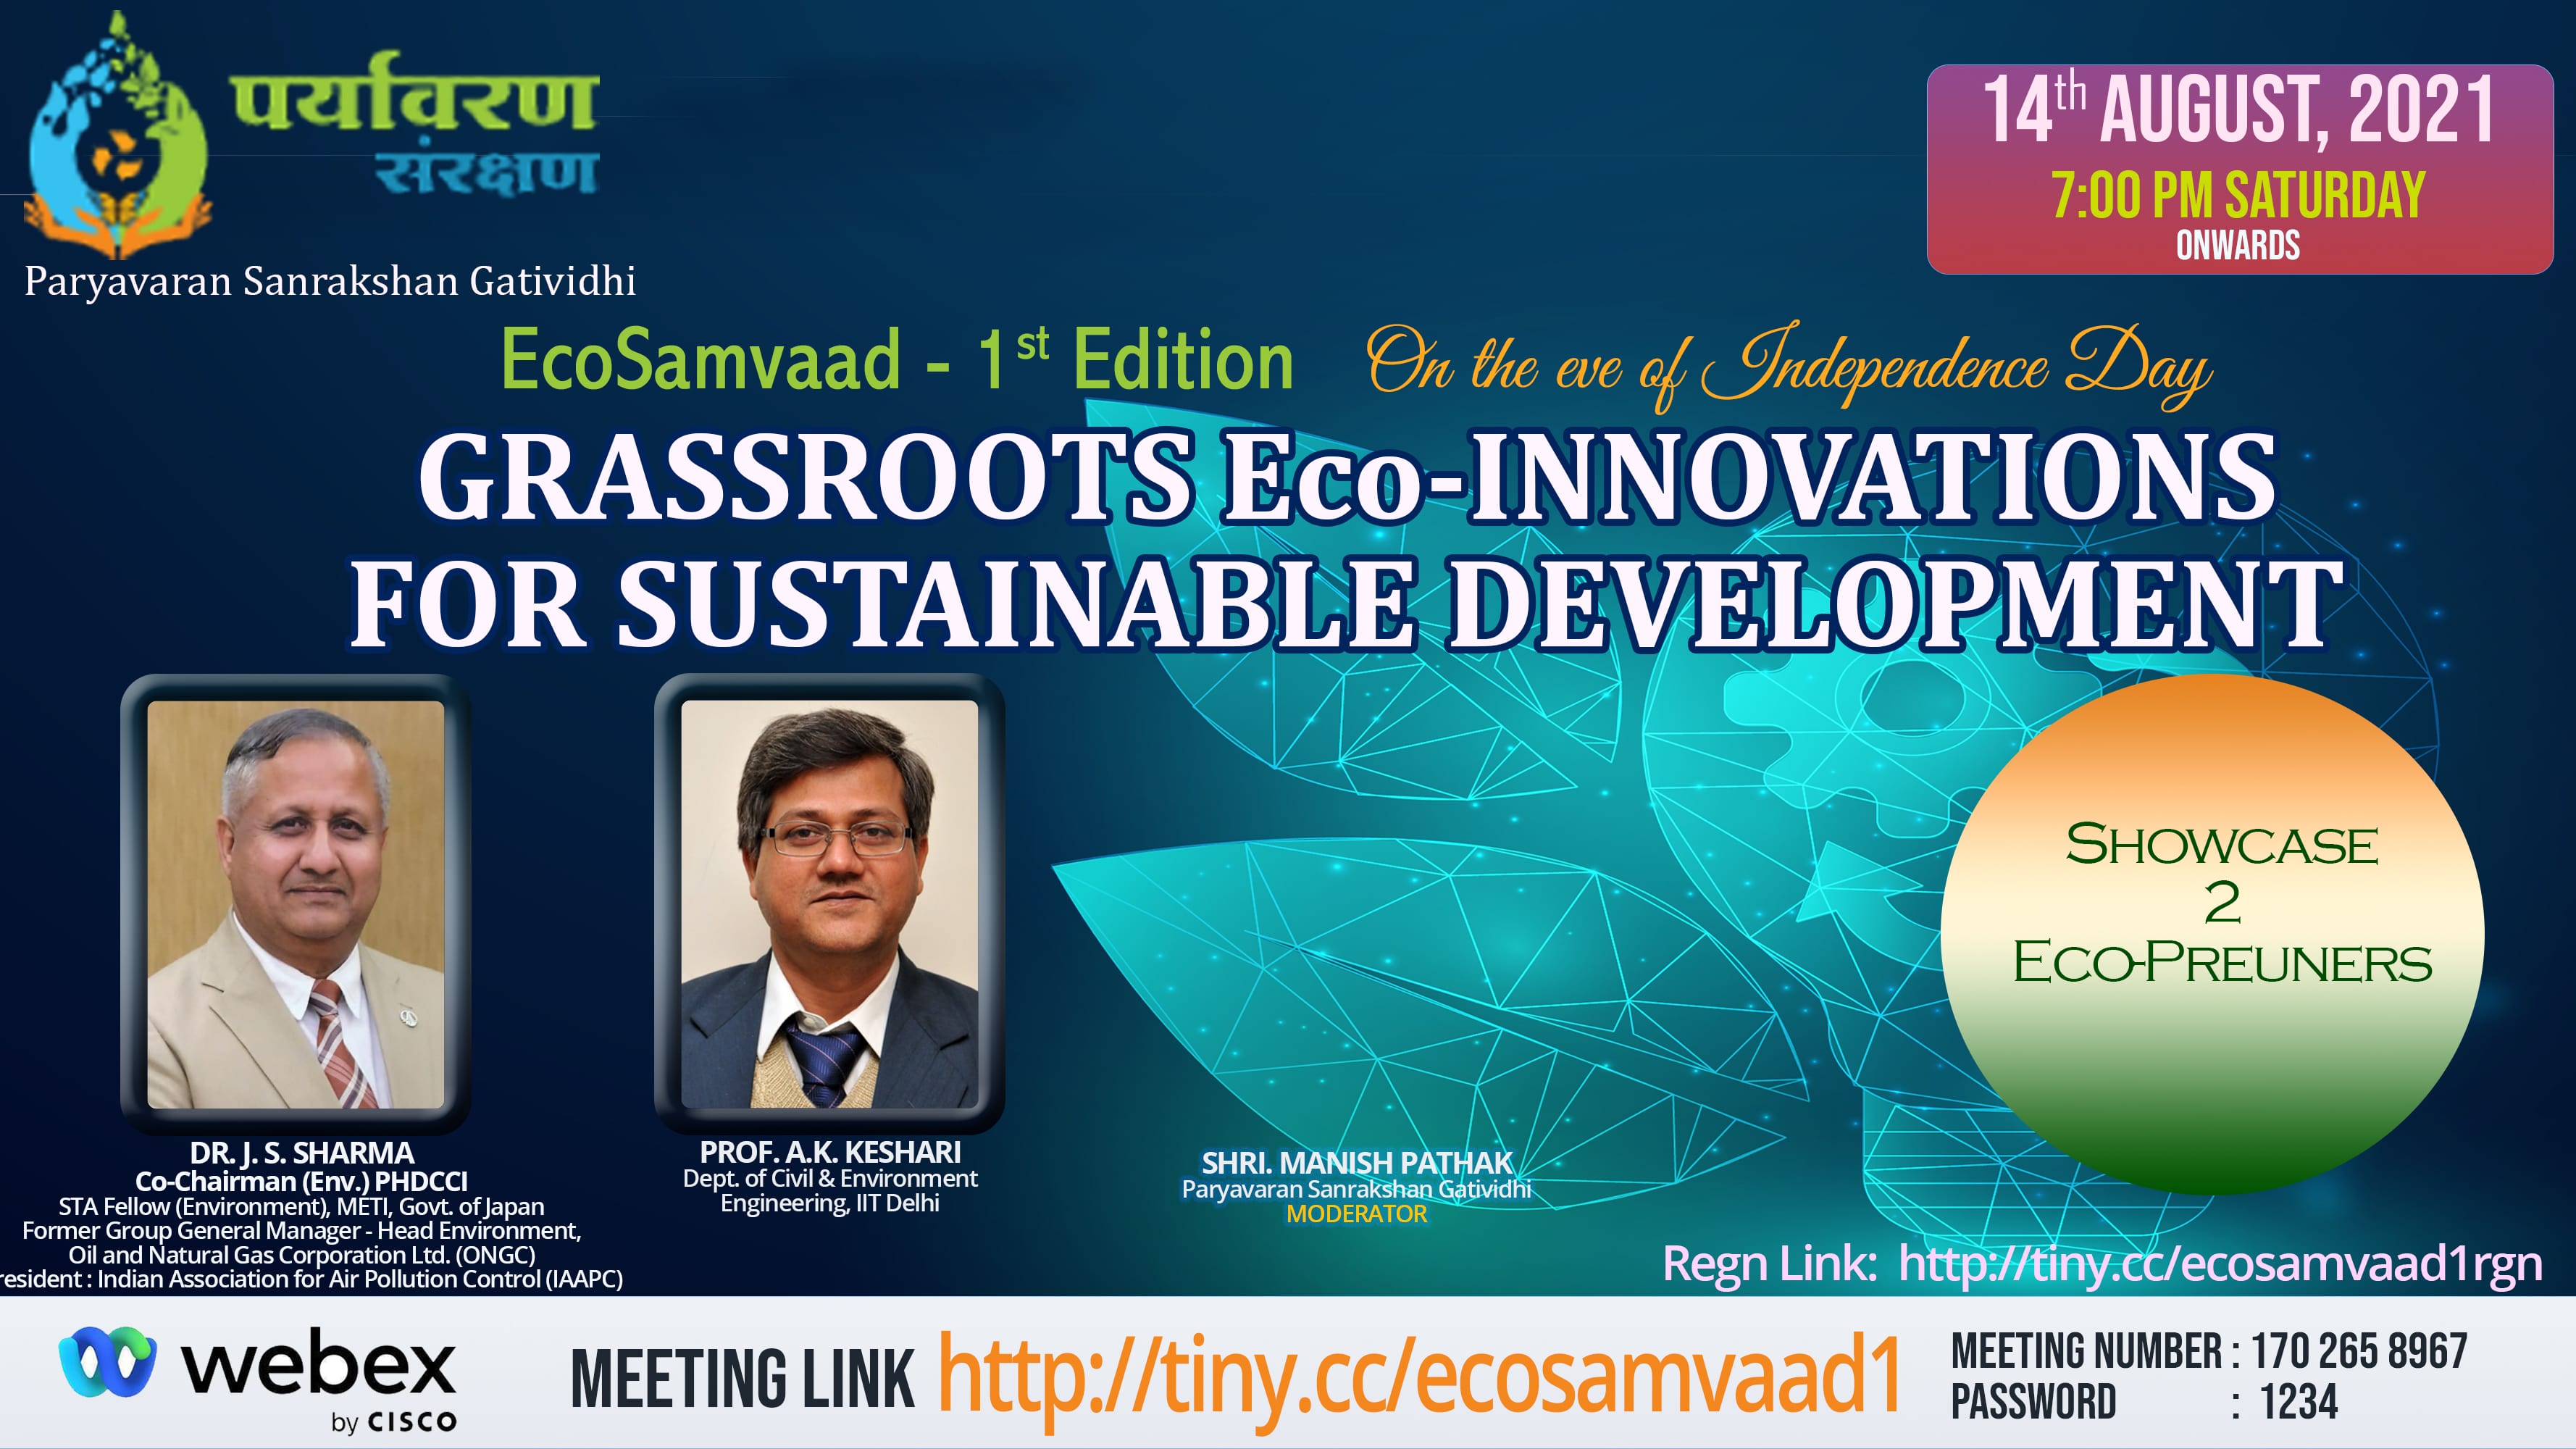 पर्यावरण
संरक्षण
Paryavaran Sanrakshan Gatividhi
14th AUGUST, 2021
7:00 PM SATURDAY
ONWARDS
EcoSamvaad - 1st Edition On the eve of Independence Day
GRASSROOTS Eco-INNOVATIONS
FOR SUSTAINABLE DEVELOPMENT
SHOWCASE
2
ECO-PREUNERS
DR. J. S. SHARMA
Co-Chairman (Env.) PHDCCI
STA Fellow (Environment), METI, Govt. of Japan
Former Group General Manager - Head Environment,
Oil and Natural Gas Corporation Ltd. (ONGC)
resident : Indian Association for Air Pollution Control (IAAPC)
PROF. A.K. KESHARI
Dept. of Civil & Environment
Engineering, IIT Delhi
SHRI. MANISH PATHAK
Paryavaran Sanrakshan Gatividhi
MODERATOR
Regn Link: http://tiny.cc/ecosamvaad1rgn
webex
by CISCO
MEETING LINK http://tiny.cc/ecosamvaad1
MEETING NUMBER : 170 265 8967
PASSWORD : 1234